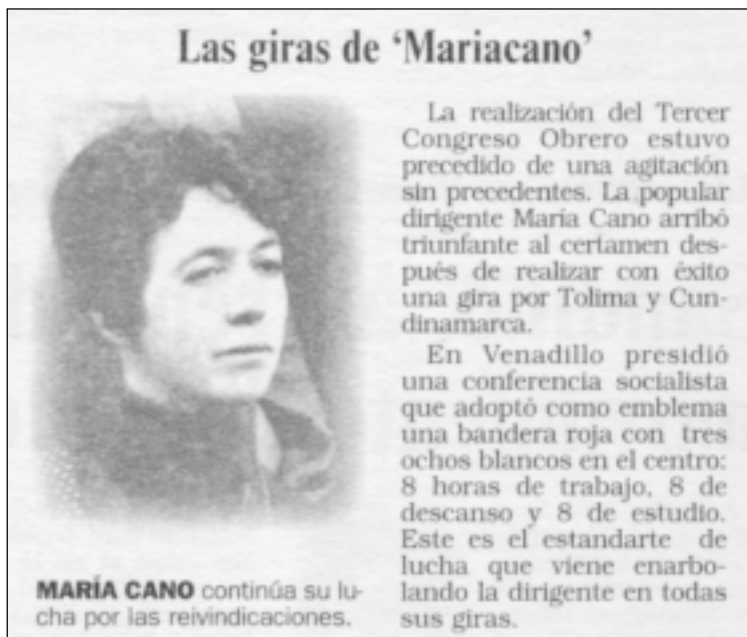 Las giras de ‘Mariacano’
La realización del Tercer
Congreso Obrero estuvo
precedido de una agitación
sin precedentes. La popular
dirigente María Cano arribó
triunfante al certamen des-
pués de realizar con éxito
una gira por Tolima y Cun-
dinamarca.
En Venadillo presidió
una conferencia socialista
que adoptó como emblema
una bandera roja con tres
ochos blancos en el centro:
8 horas de trabajo, 8 de
descanso y 8 de estudio.
Este es el estandarte de
lucha que viene enarbo-
lando la dirigente en todas
sus giras.
MARÍA CANO continúa su lu-
cha por las reivindicaciones.